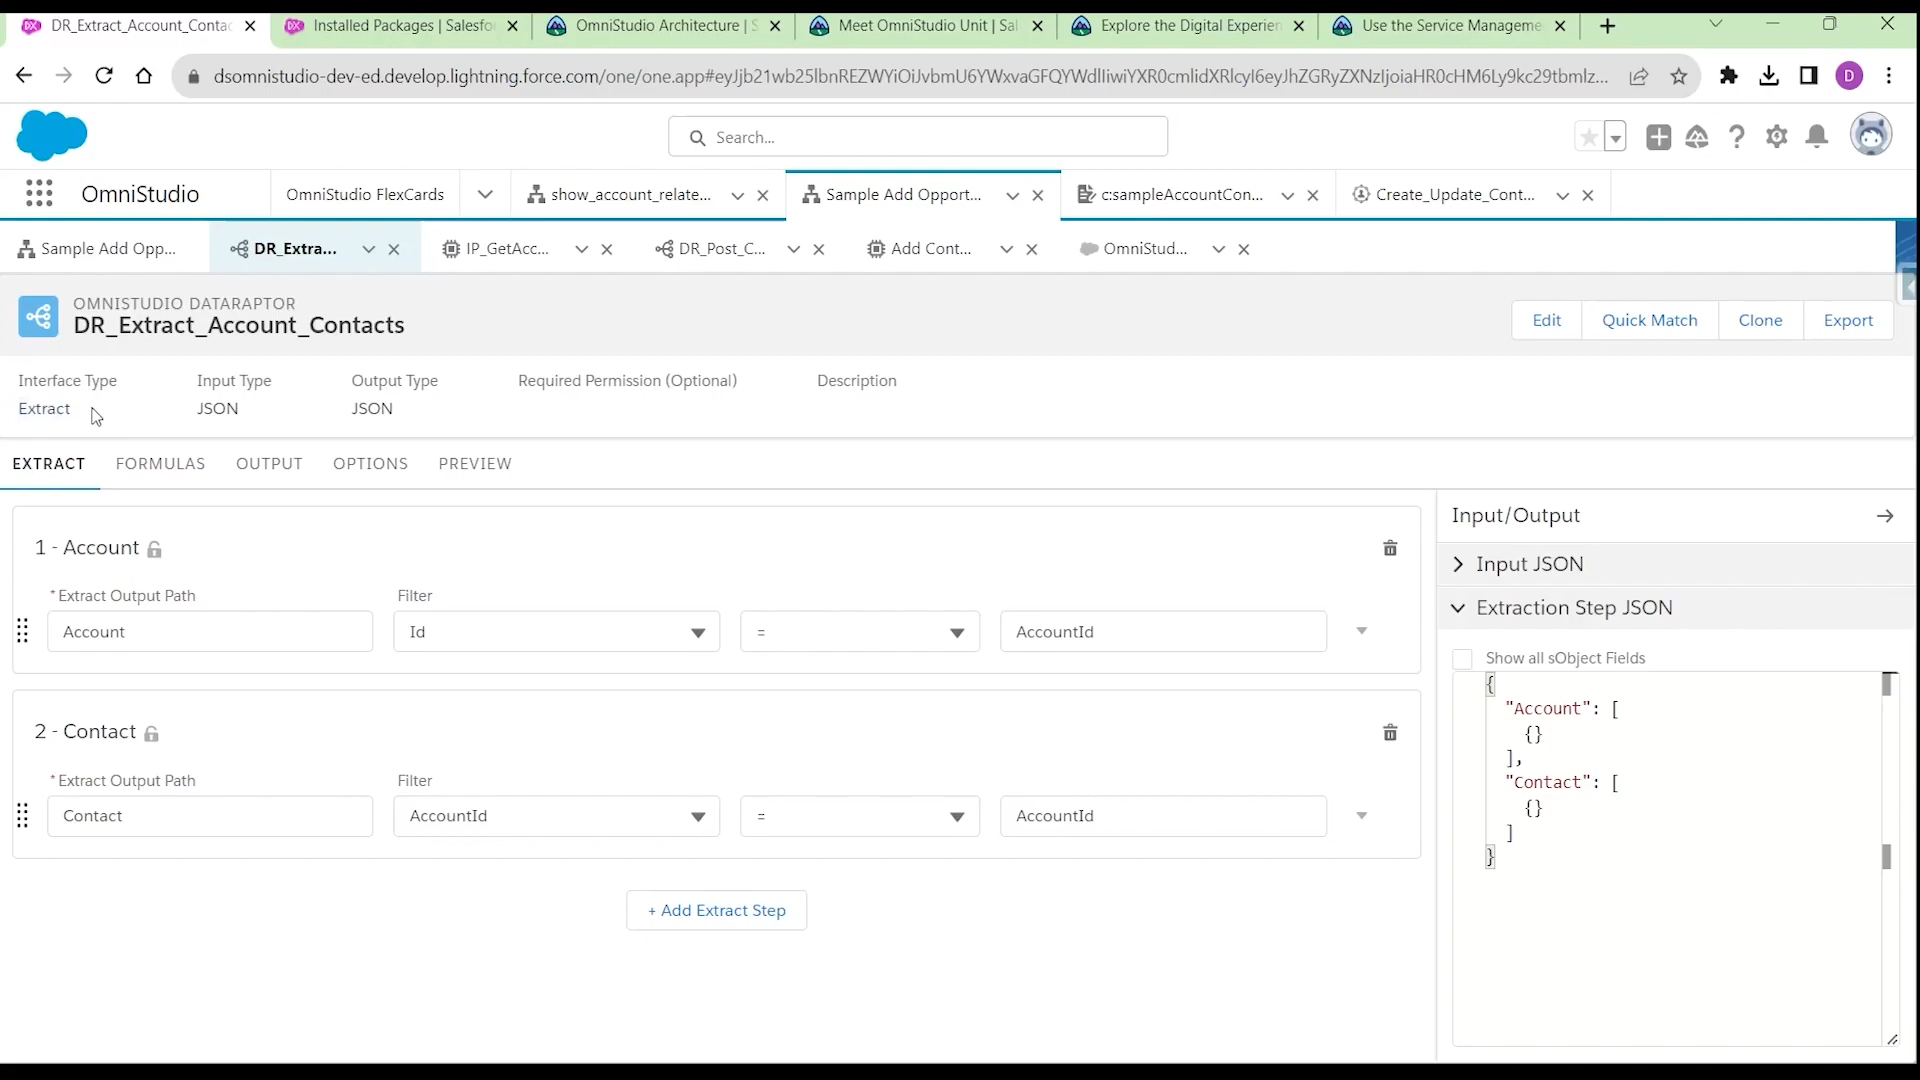 DR_Extract_Account_Contac
Installed Packages | Salesfo
OmniStudio Architecture | S
Meet OmniStudio Unit | Sal
Explore the Digital Experien
Use the Service Manageme
dsomnistudio-dev-ed.develop.lightning.force.com/one/one.app#eyJjb21wb25lbnREZWYiOiJvbmU6YWxvaGFQYWdlIiwiYXR0cmlidXRlcyI6eyJhZGRyZXNzIjoiaHR0cHM6Ly9kc29tbmlz...
D
Search...
OmniStudio
OmniStudio FlexCards
show_account_relate...
Sample Add Opport...
c:sampleAccountCon...
Create_Update_Cont...
Sample Add Opp...
DR_Extra...
IP_GetAcc...
DR_Post_C...
Add Cont...
OmniStud...
OMNISTUDIO DATARAPTOR
DR_Extract_Account_Contacts
Edit
Quick Match
Clone
Export
Interface Type
Input Type
Output Type
Required Permission (Optional)
Description
Extract
JSON
JSON
EXTRACT
FORMULAS
OUTPUT
OPTIONS
PREVIEW
1 - Account
*Extract Output Path
Filter
Account
Id
=
AccountId
2 - Contact
*Extract Output Path
Filter
Contact
AccountId
=
AccountId
+ Add Extract Step
Input/Output
Input JSON
Extraction Step JSON
Show all sObject Fields
{
"Account": [
{}
],
"Contact": [
{}
]
}